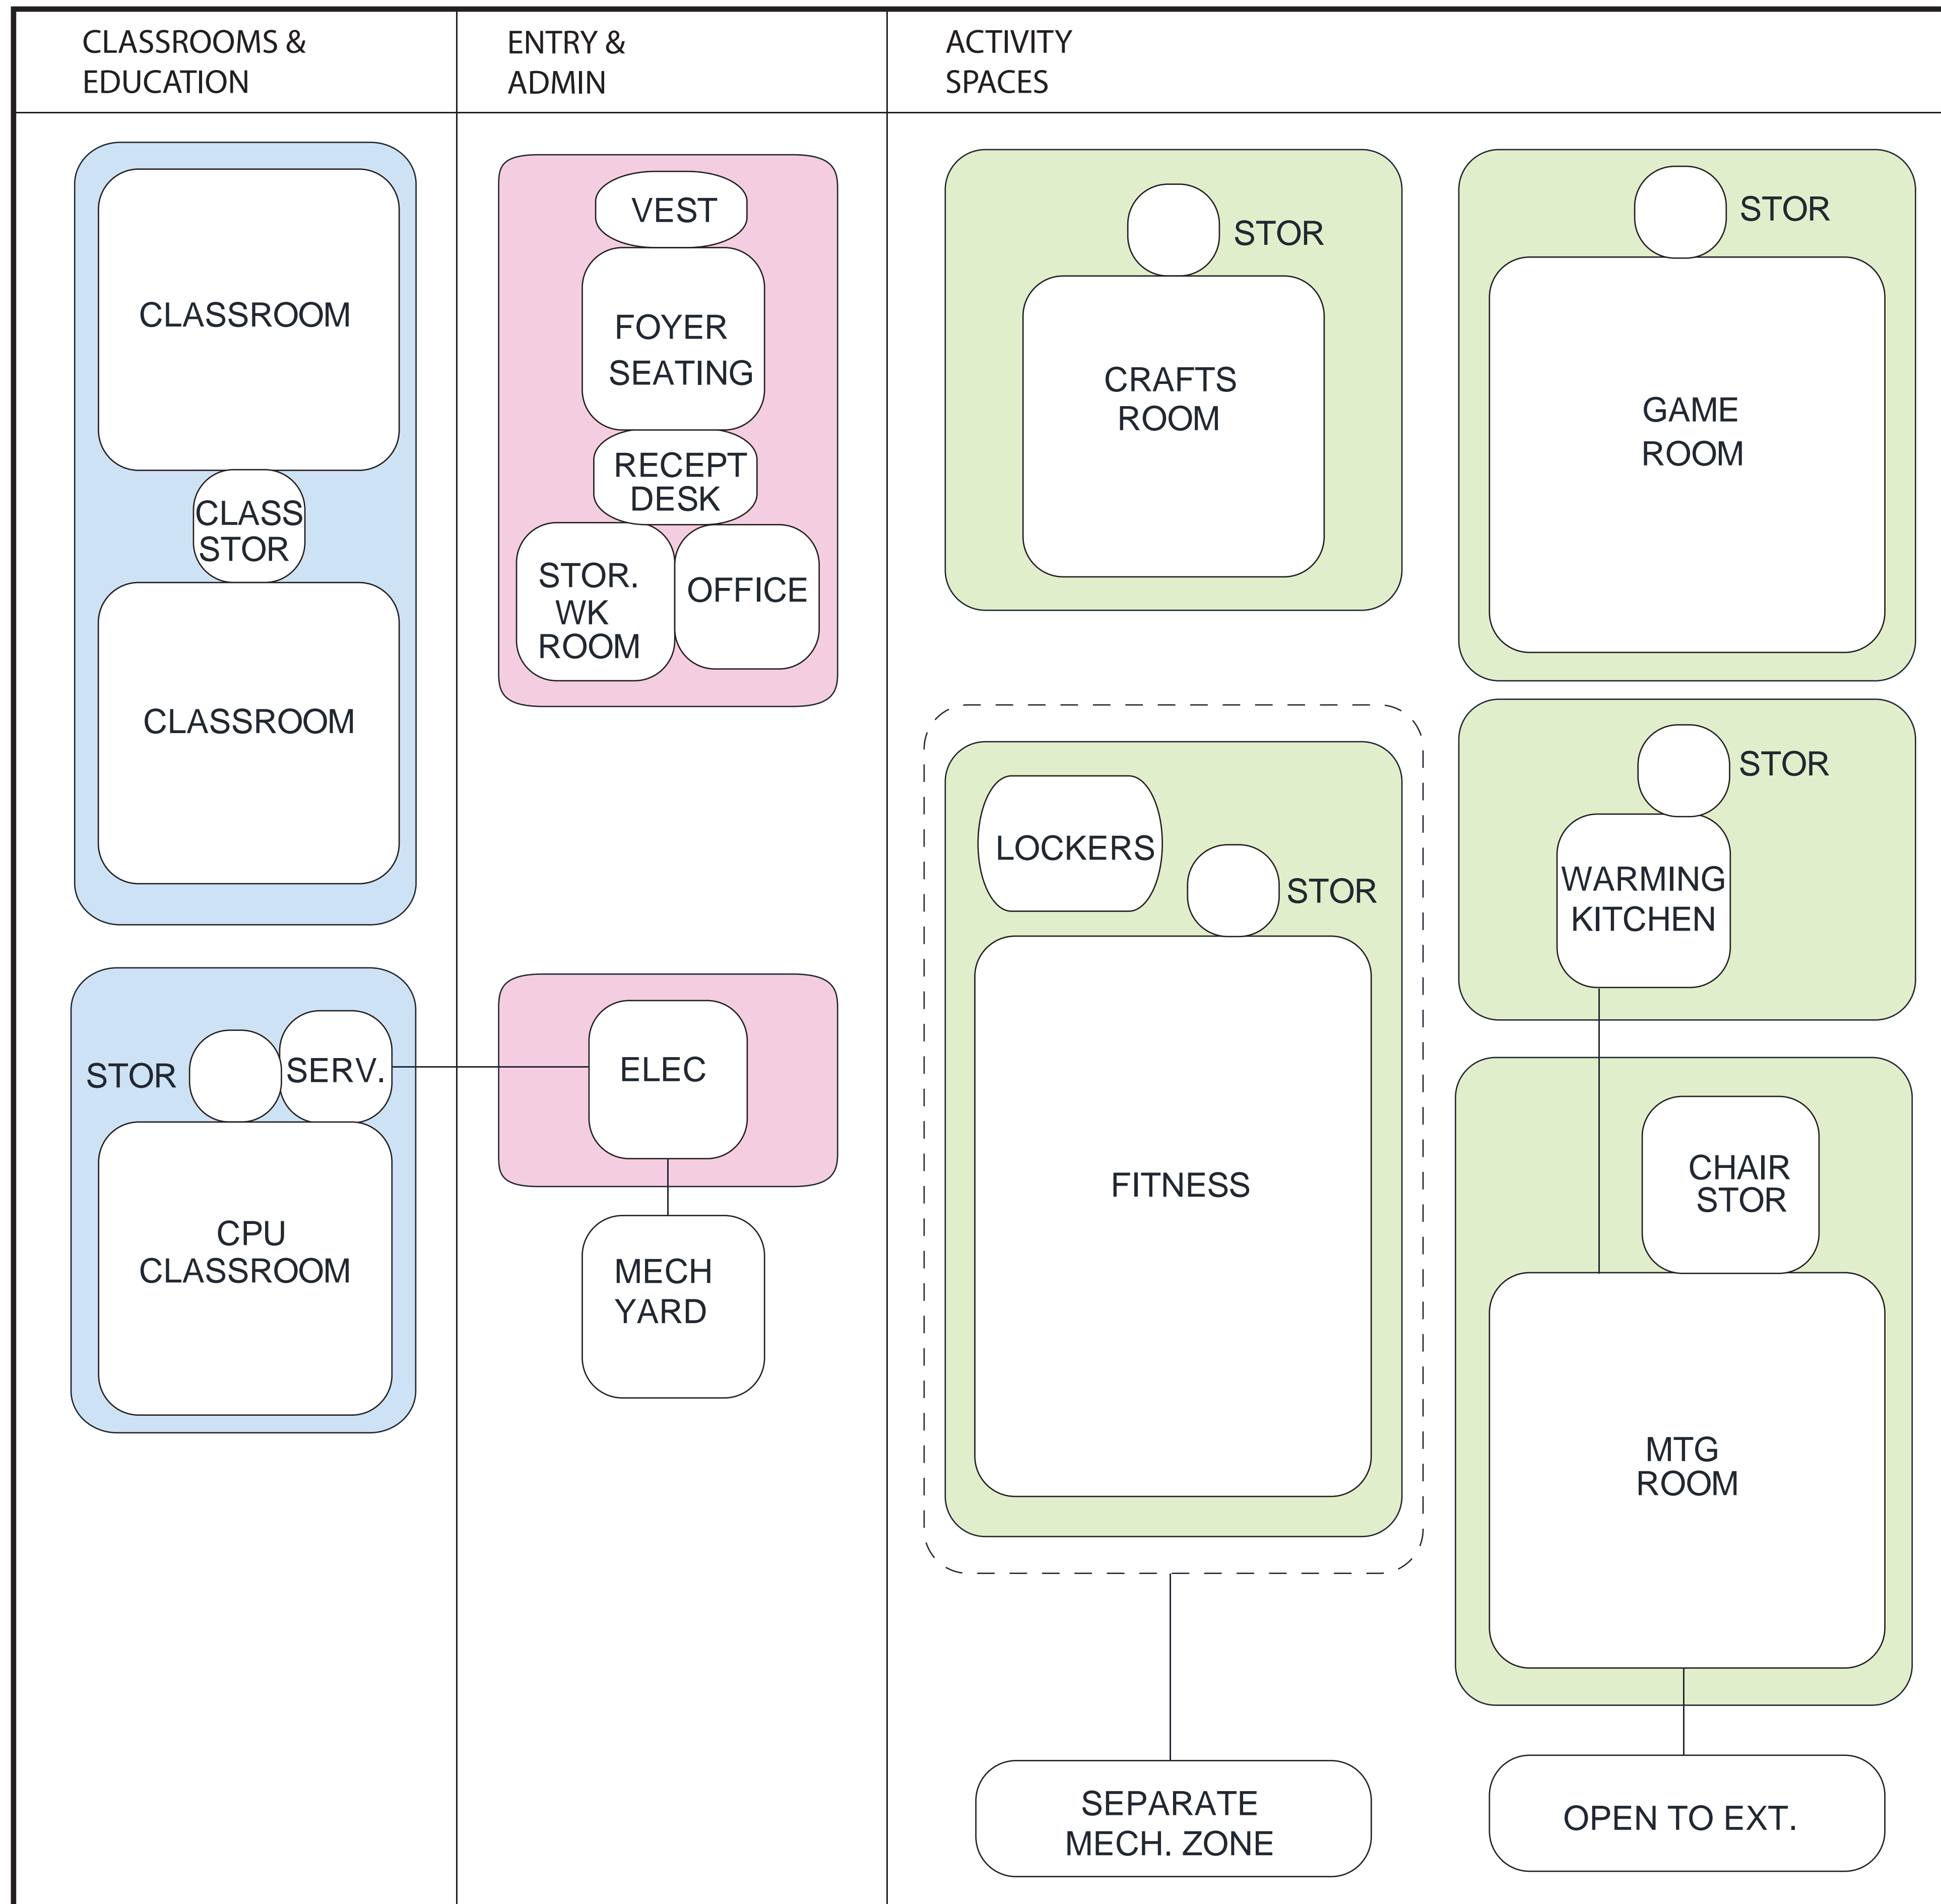 CLASSROOMS &
EDUCATION
ENTRY &
ADMIN
ACTIVITY
SPACES
CLASSROOM
CLASS
STOR
CLASSROOM
STOR
SERV.
CPU
CLASSROOM
VEST
FOYER
SEATING
RECEPT
DESK
STOR.
WK
ROOM
OFFICE
ELEC
MECH
YARD
STOR
CRAFTS
ROOM
LOCKERS
STOR
FITNESS
SEPARATE
MECH. ZONE
STOR
GAME
ROOM
STOR
WARMING
KITCHEN
CHAIR
STOR
MTG
ROOM
OPEN TO EXT.